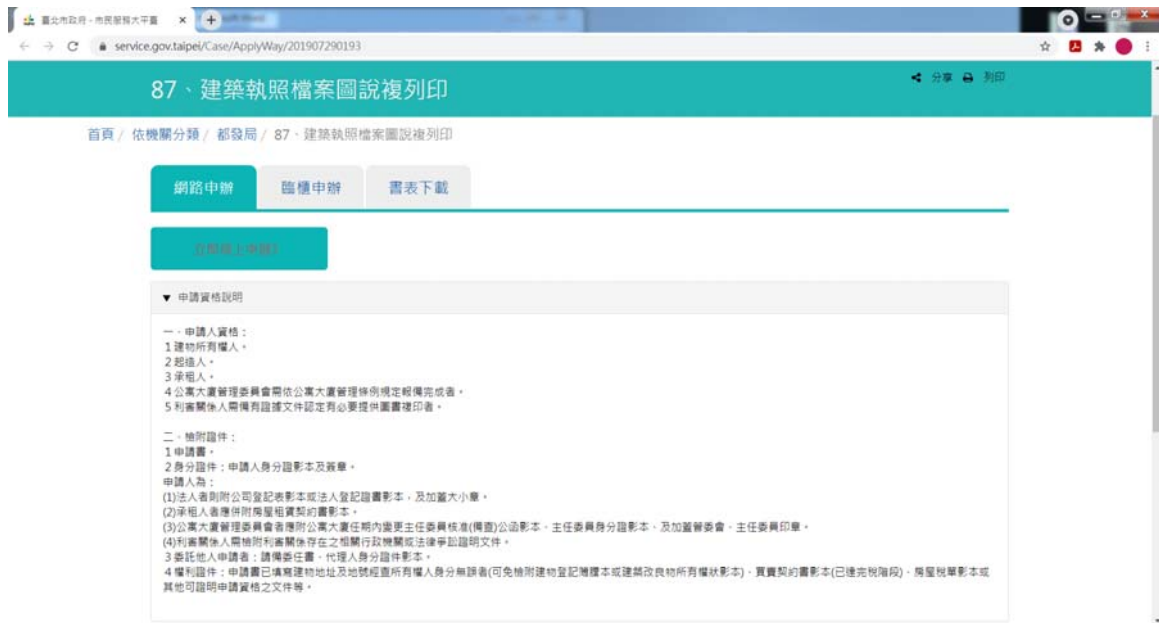 臺北市政府-市民服務大平臺
service.gov.taipei/Case/ApplyWay/201907290193
87、建築執照檔案圖說複列印
分享 列印
首頁 / 依機關分類 / 都發局 / 87、建築執照檔案圖說複列印
網路申辦 臨櫃申辦 書表下載
▼ 申請資格說明
一、申請人資格：
1建物所有權人。
2起造人。
3承租人。
4公寓大廈管理委員會需依公寓大廈管理條例規定報備完成者。
5利害關係人需備有證據文件認定有必要提供圖書複印者。
二、檢附證件：
1申請書。
2身分證件：申請人身分證影本及簽章。
申請人為：
(1)法人者則附公司登記表影本或法人登記證書影本，及加蓋大小章。
(2)承租人者應併附房屋租賃契約書影本。
(3)公寓大廈管理委員會者應附公寓大廈任期內變更主任委員核准(備查)公函影本、主任委員身分證影本、及加蓋管委會、主任委員印章。
(4)利害關係人需檢附利害關係存在之相關行政機關或法律爭訟證明文件。
3委託他人申請者：請備委任書、代理人身分證件影本。
4權利證件：申請書已填寫建物地址及地號經查所有權人身分無誤者(可免檢附建物登記簿謄本或建築改良物所有權狀影本)、買賣契約書影本(已達完稅階段)、房屋稅單影本或
其他可證明申請資格之文件等。